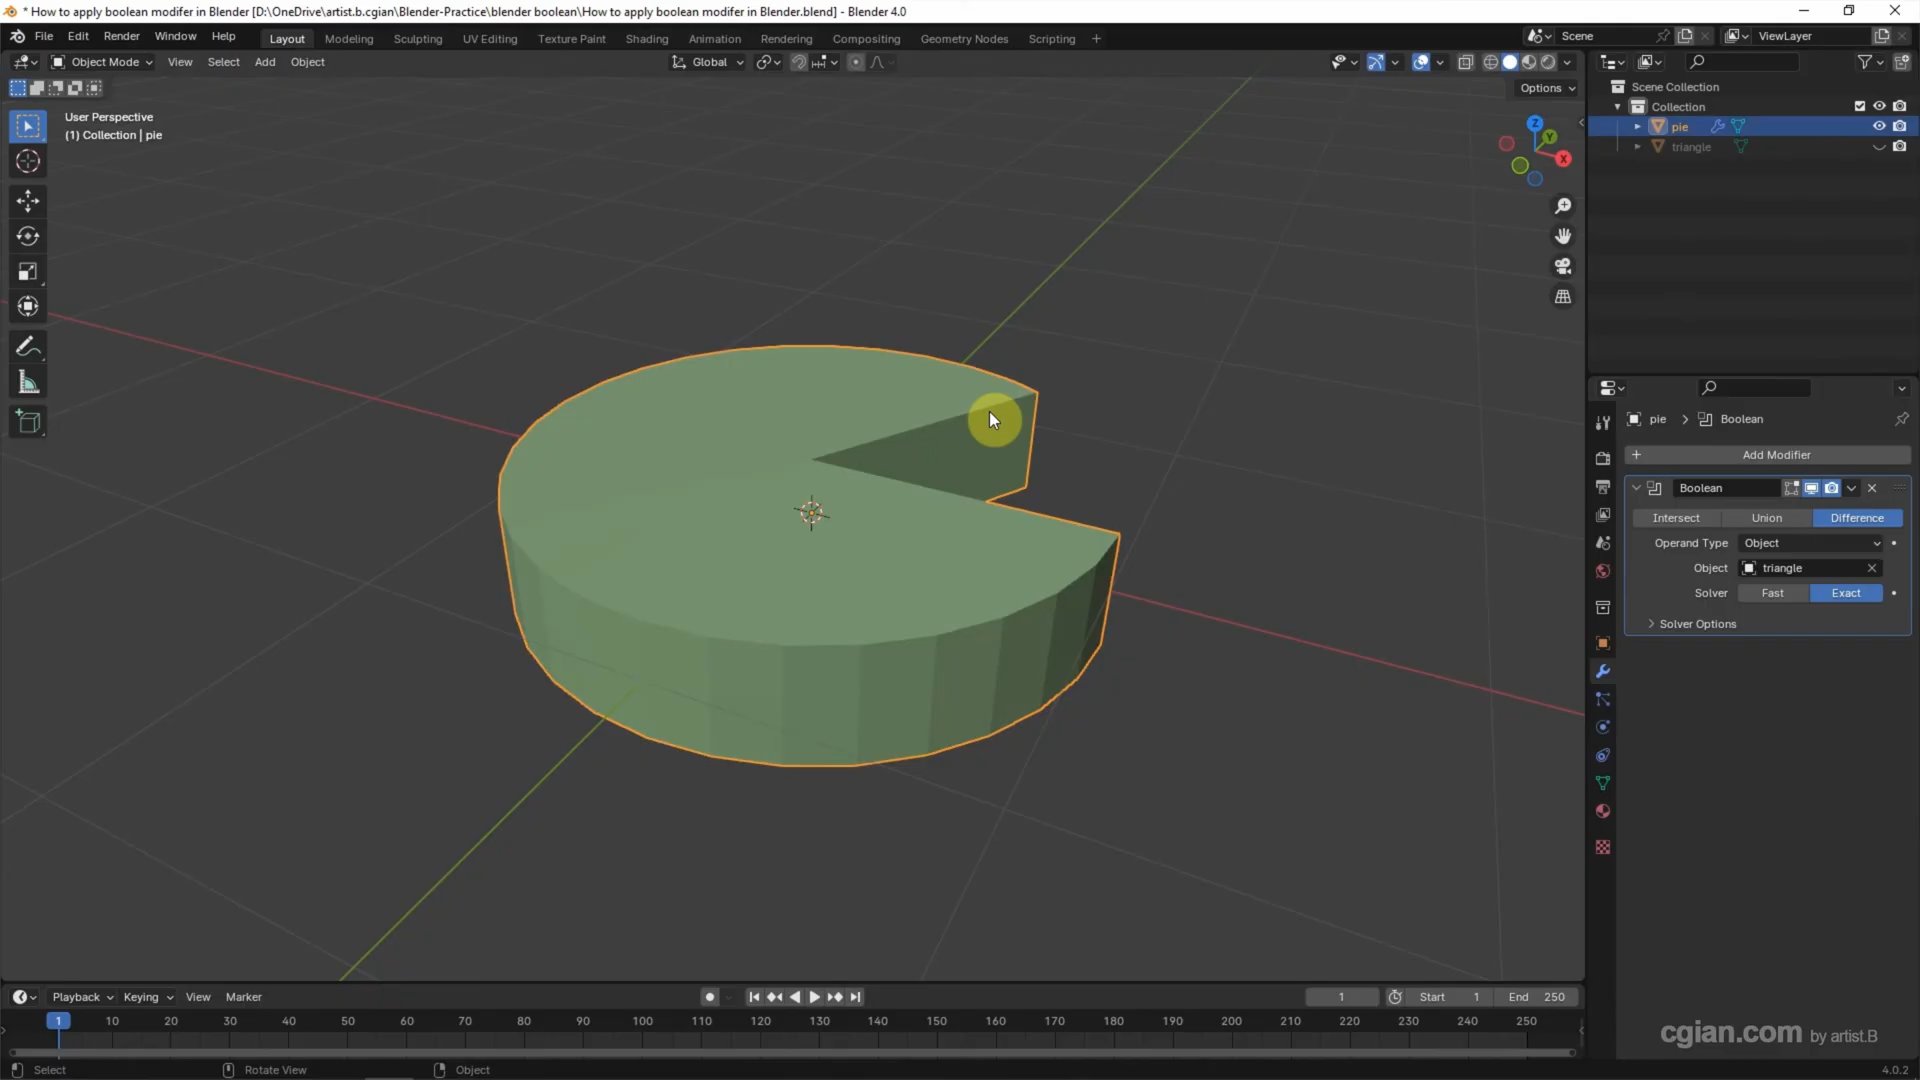 * How to apply boolean modifer in Blender [D:\OneDrive\artist.b.cgian\Blender-Practice\blender boolean\How to apply boolean modifer in Blender.blend] - Blender 4.0
File Edit Render Window Help Layout Modeling Sculpting UV Editing Texture Paint Shading Animation Rendering Compositing Geometry Nodes Scripting + Scene ViewLayer
Object Mode View Select Add Object Global
Options
User Perspective
(1) Collection | pie
Z
Y
X
Scene Collection
Collection
pie
triangle
pie > Boolean
+ Add Modifier
Boolean
Intersect Union Difference
Operand Type Object
Object triangle
Solver Fast Exact
Solver Options
Playback Keying View Marker 1 Start 1 End 250
1 10 20 30 40 50 60 70 80 90 100 110 120 130 140 150 160 170 180 190 200 210 220 230 240 250
cgian.com by artist.B
Select Rotate View Object 4.0.2